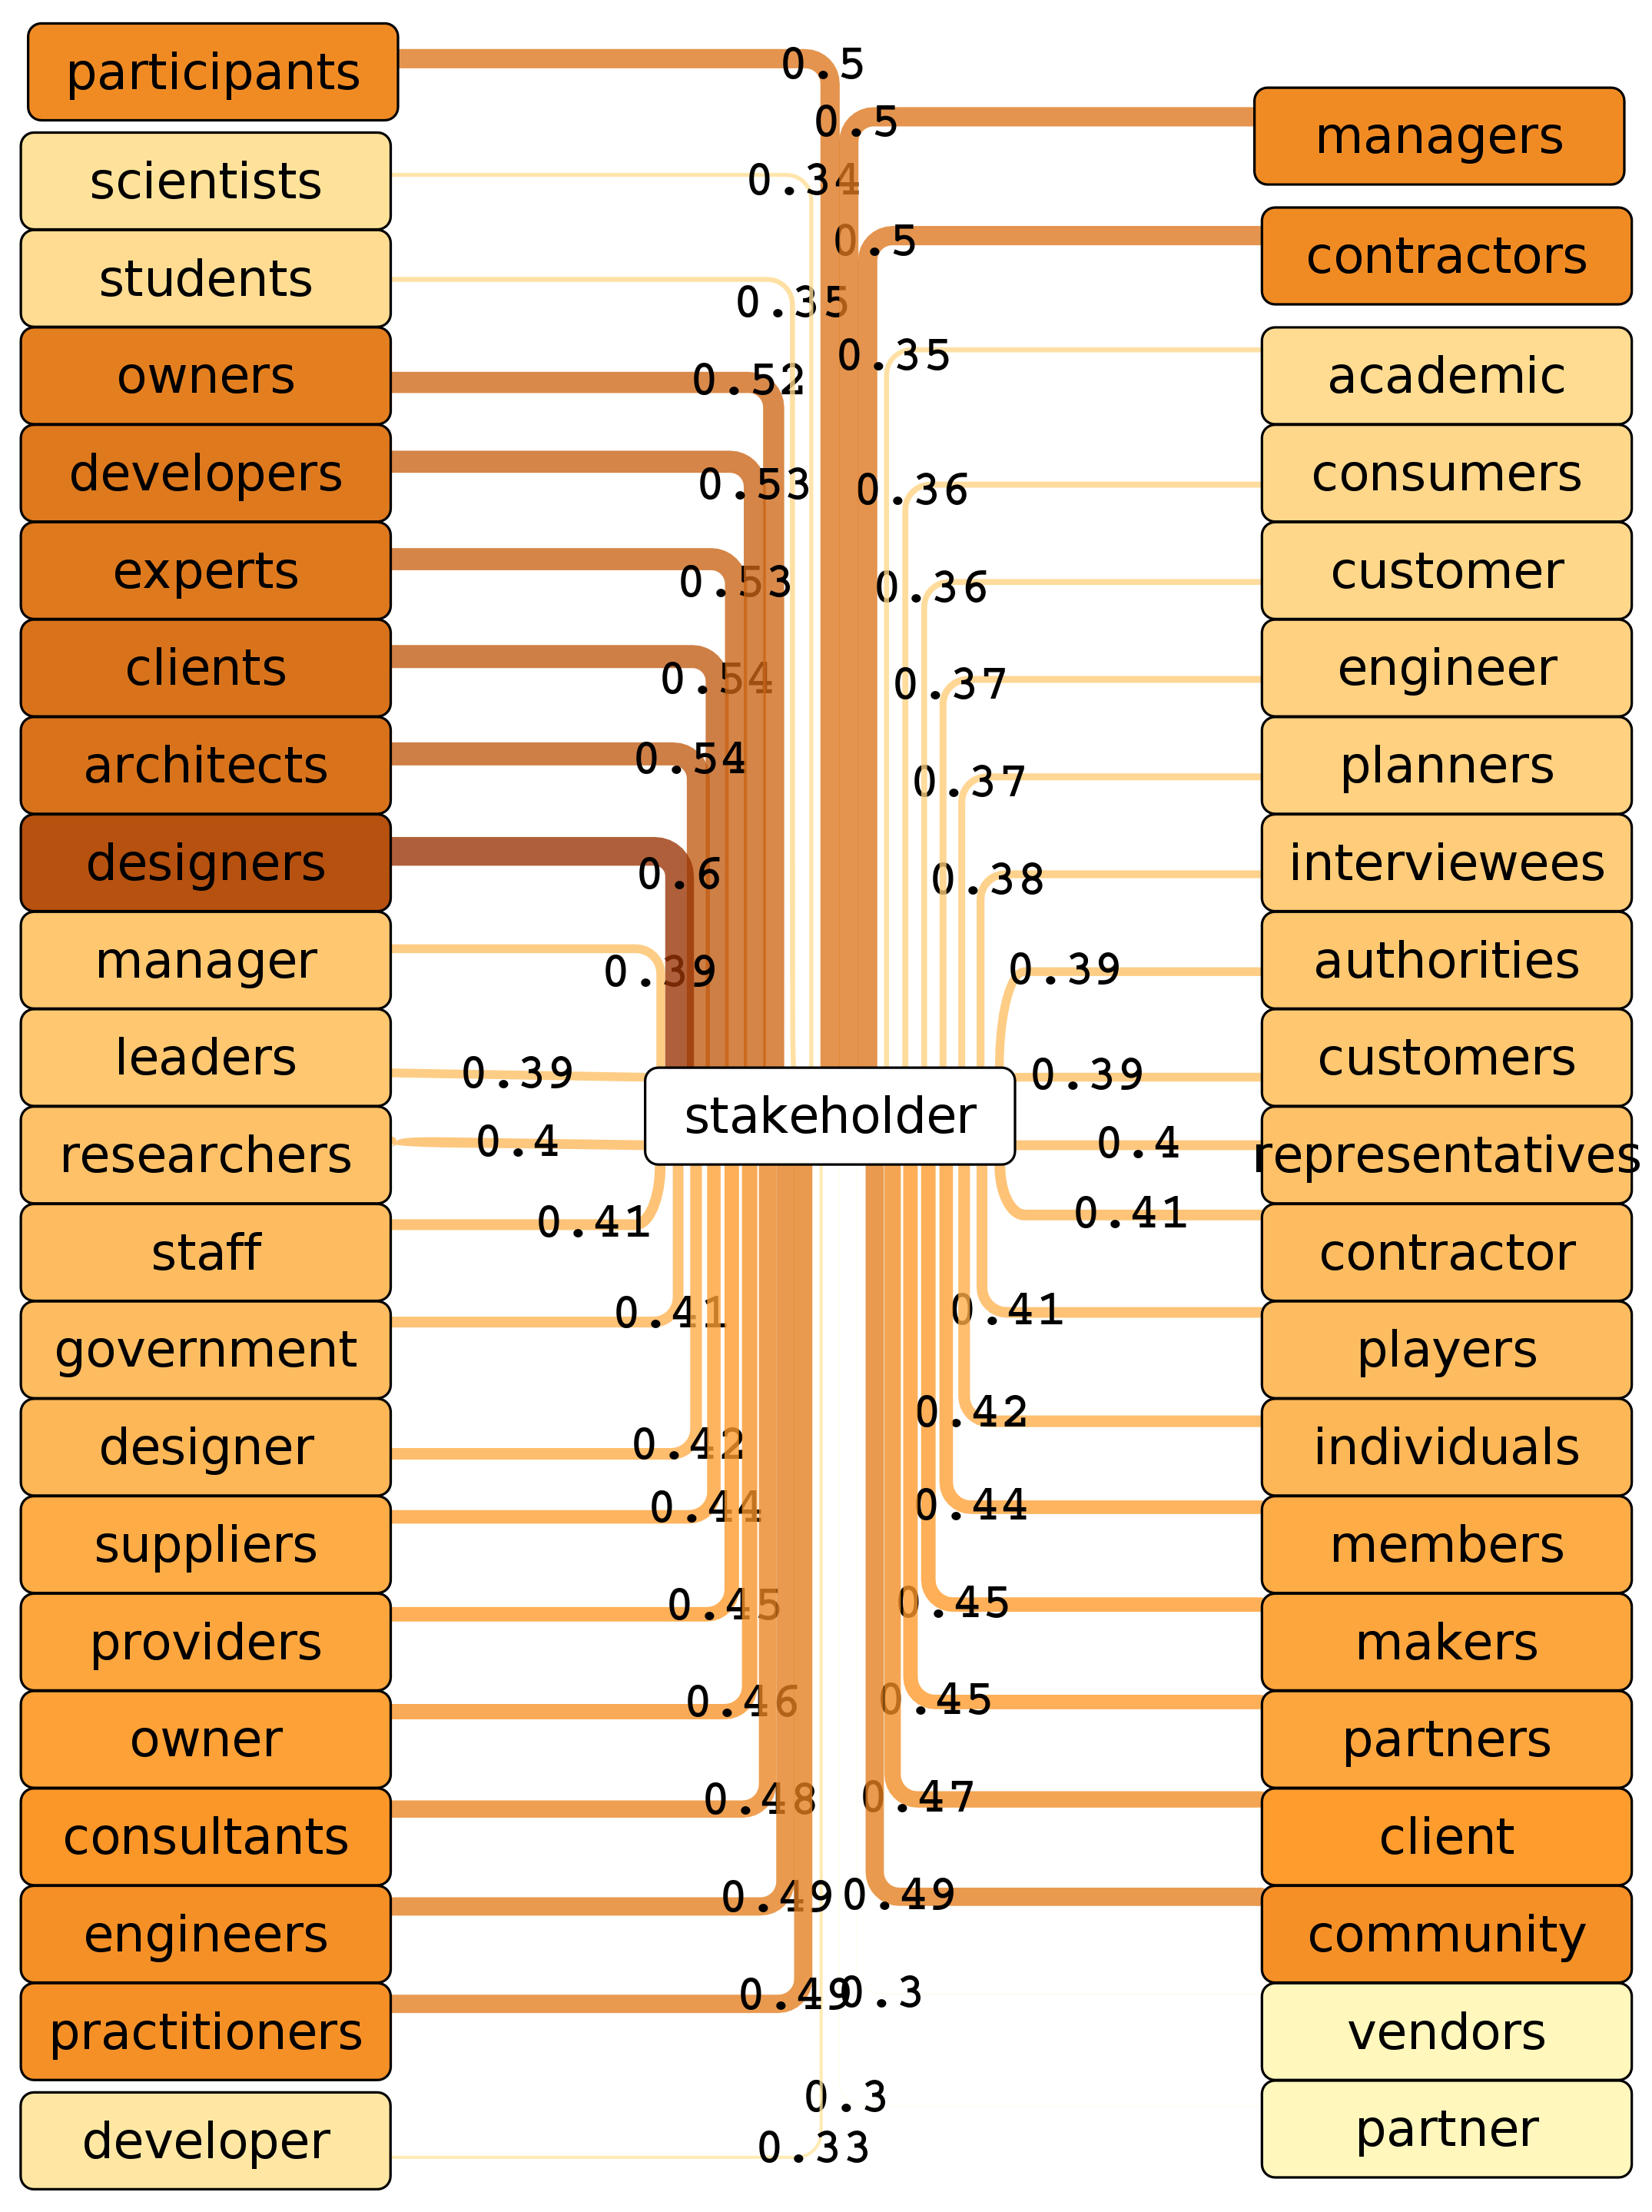 participants
0.5
managers
0.5
scientists
0.34
contractors
0.5
students
0.35
academic
0.35
owners
0.52
consumers
0.36
developers
0.53
customer
0.36
experts
0.53
engineer
0.37
clients
0.54
planners
0.37
architects
0.54
interviewees
0.38
designers
0.6
authorities
0.39
manager
0.39
customers
0.39
leaders
0.39
stakeholder
representatives
0.4
researchers
0.4
contractor
0.41
staff
0.41
players
0.41
government
0.41
individuals
0.42
designer
0.42
members
0.44
suppliers
0.44
makers
0.45
providers
0.45
partners
0.45
owner
0.46
client
0.47
consultants
0.48
community
0.49
engineers
0.49
vendors
0.3
practitioners
0.49
partner
0.3
developer
0.33